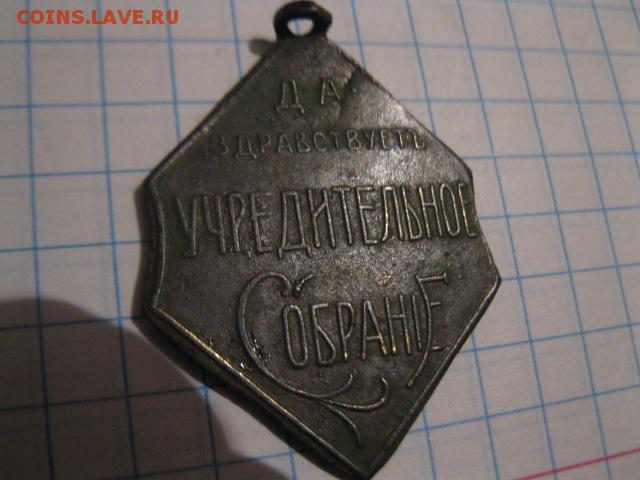 COINS.LAVE.RU
ДА
ЗДРАВСТВУЕТЪ
УЧРЕДИТЕЛЬНОЕ
СОБРАНІЕ